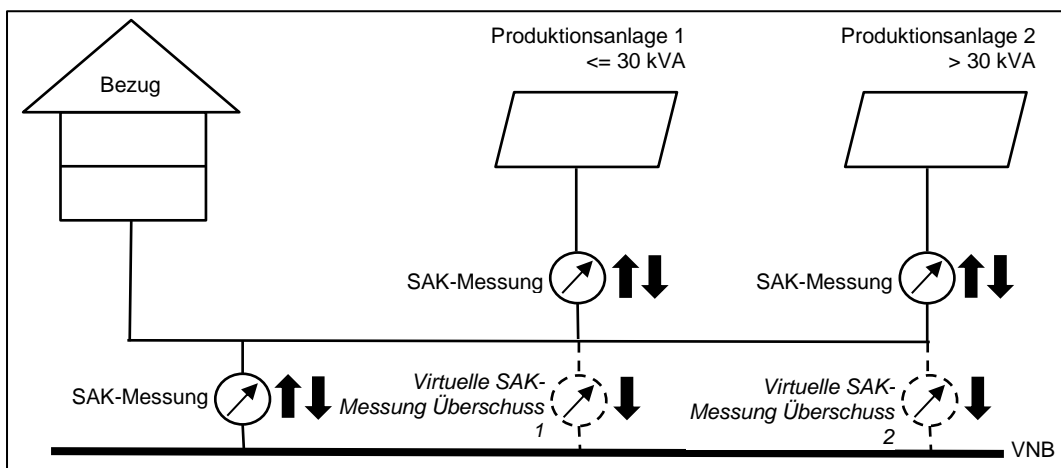 Produktionsanlage 1
<= 30 kVA
Produktionsanlage 2
> 30 kVA
Bezug
SAK-Messung
SAK-Messung
SAK-Messung
Virtuelle SAK-
Messung Überschuss
1
Virtuelle SAK-
Messung Überschuss
2
VNB